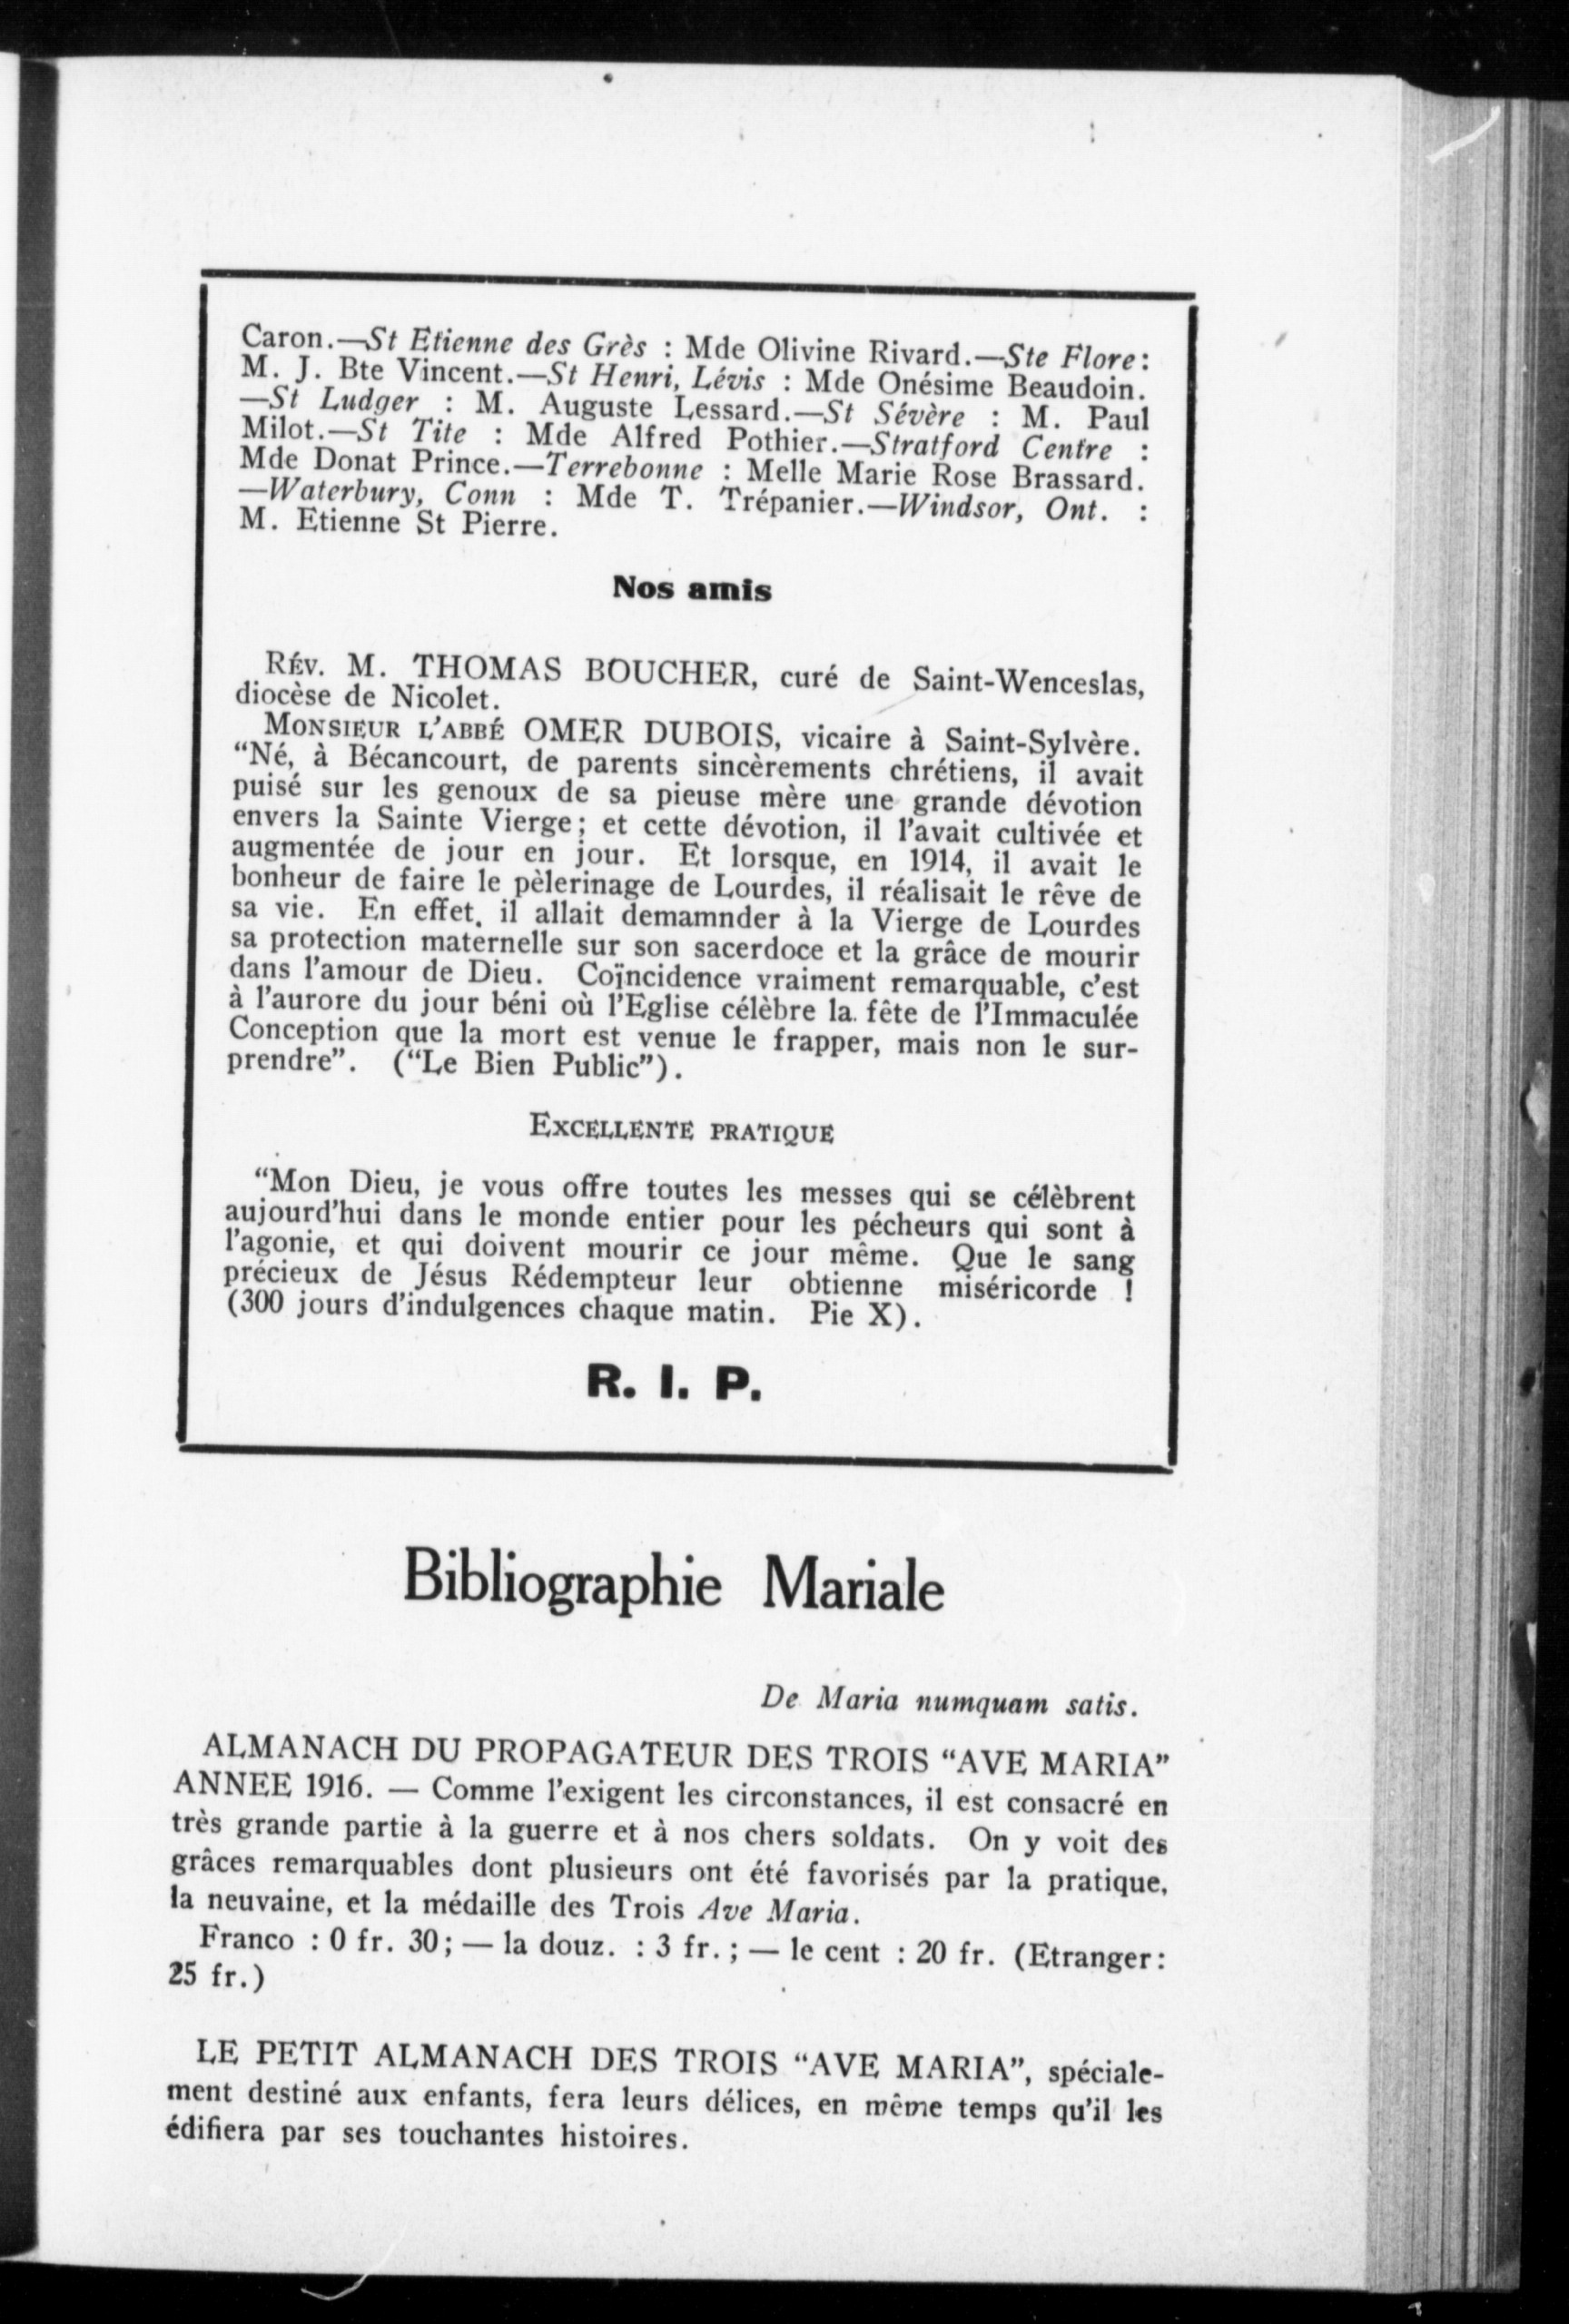 Caron.—St Etienne des Grès : Mde Olivine Rivard.—Ste Flore:
M. J. Bte Vincent.—St Henri, Lévis : Mde Onésime Beaudoin.
—St Ludger : M. Auguste Lessard.—St Sévère : M. Paul
Milot.—St Tite : Mde Alfred Pothier.—Stratford Centre :
Mde Donat Prince.—Terrebonne : Melle Marie Rose Brassard.
—Waterbury, Conn : Mde T. Trépanier.—Windsor, Ont. :
M. Etienne St Pierre.
Nos amis
RÉV. M. THOMAS BOUCHER, curé de Saint-Wenceslas,
diocèse de Nicolet.
MONSIEUR L'ABBÉ OMER DUBOIS, vicaire à Saint-Sylvère.
“Né, à Bécancourt, de parents sincèrements chrétiens, il avait
puisé sur les genoux de sa pieuse mère une grande dévotion
envers la Sainte Vierge; et cette dévotion, il l'avait cultivée et
augmentée de jour en jour. Et lorsque, en 1914, il avait le
bonheur de faire le pèlerinage de Lourdes, il réalisait le rêve de
sa vie. En effet, il allait demamnder à la Vierge de Lourdes
sa protection maternelle sur son sacerdoce et la grâce de mourir
dans l'amour de Dieu. Coïncidence vraiment remarquable, c'est
à l'aurore du jour béni où l'Eglise célèbre la fête de l'Immaculée
Conception que la mort est venue le frapper, mais non le sur-
prendre”. (“Le Bien Public”).
EXCELLENTE PRATIQUE
“Mon Dieu, je vous offre toutes les messes qui se célèbrent
aujourd'hui dans le monde entier pour les pécheurs qui sont à
l'agonie, et qui doivent mourir ce jour même. Que le sang
précieux de Jésus Rédempteur leur obtienne miséricorde !
(300 jours d'indulgences chaque matin. Pie X).
R. I. P.
Bibliographie Mariale
De Maria numquam satis.
ALMANACH DU PROPAGATEUR DES TROIS “AVE MARIA”
ANNEE 1916. — Comme l'exigent les circonstances, il est consacré en
très grande partie à la guerre et à nos chers soldats. On y voit des
grâces remarquables dont plusieurs ont été favorisés par la pratique,
la neuvaine, et la médaille des Trois Ave Maria.
Franco : 0 fr. 30; — la douz. : 3 fr. ; — le cent : 20 fr. (Etranger:
25 fr.)
LE PETIT ALMANACH DES TROIS “AVE MARIA”, spéciale-
ment destiné aux enfants, fera leurs délices, en même temps qu'il les
édifiera par ses touchantes histoires.